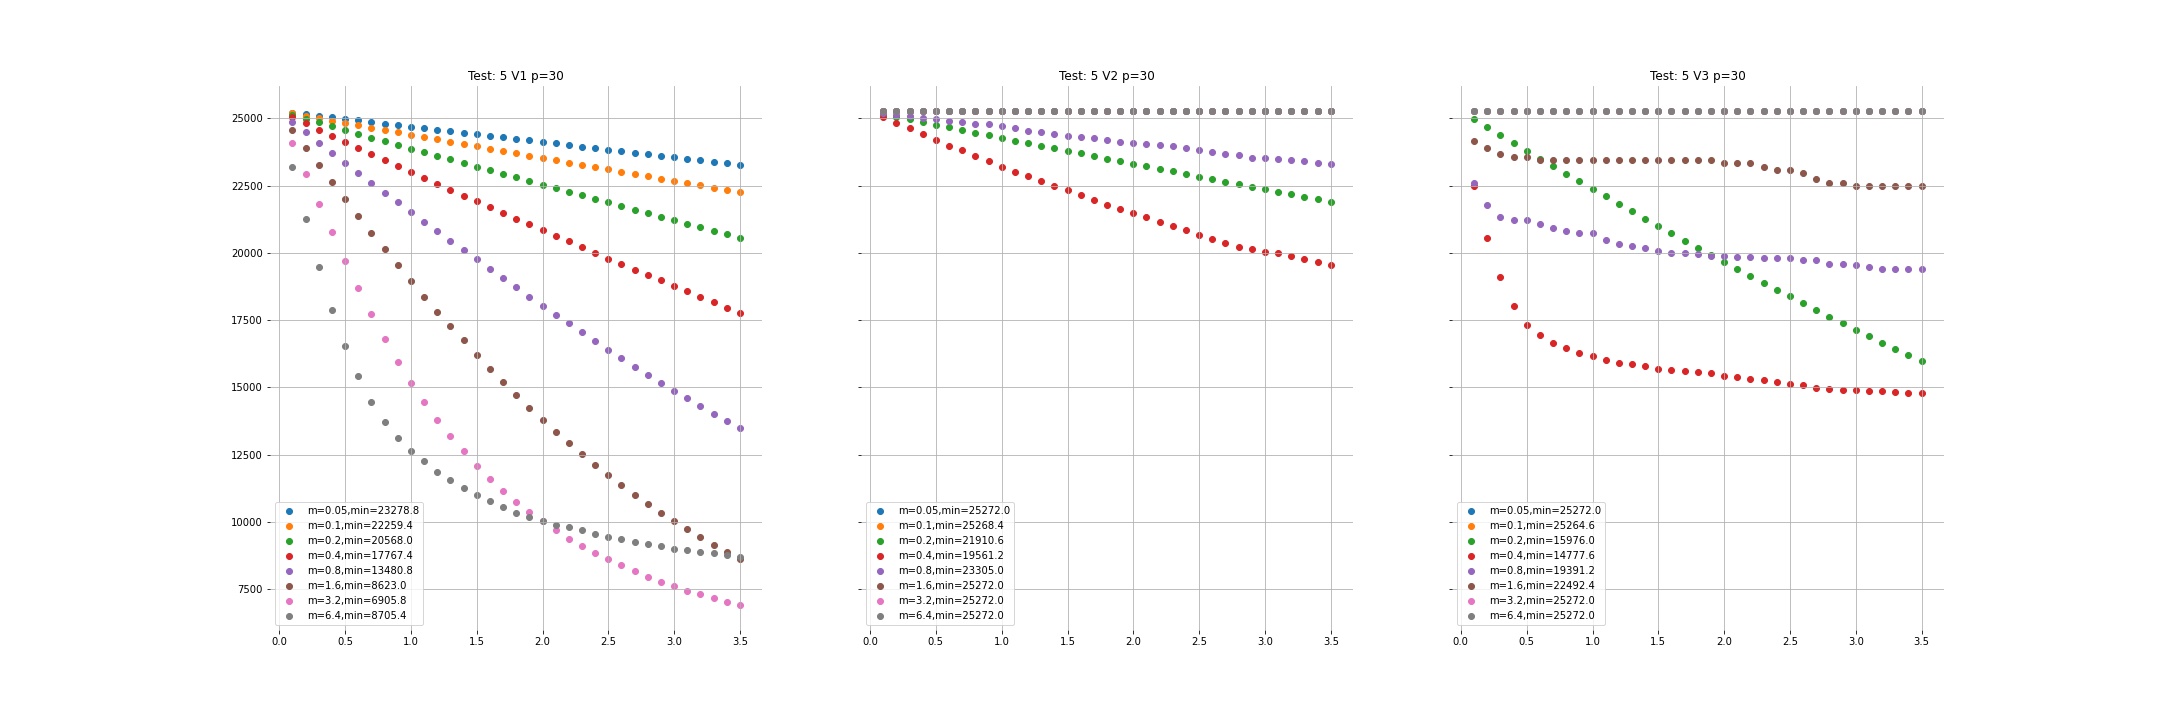 Test: 5 V1 p=30
25000
22500
20000
17500
15000
12500
10000
7500
m=0.05,min=23278.8
m=0.1,min=22259.4
m=0.2,min=20568.0
m=0.4,min=17767.4
m=0.8,min=13480.8
m=1.6,min=8623.0
m=3.2,min=6905.8
m=6.4,min=8705.4
0.0 0.5 1.0 1.5 2.0 2.5 3.0 3.5
Test: 5 V2 p=30
m=0.05,min=25272.0
m=0.1,min=25268.4
m=0.2,min=21910.6
m=0.4,min=19561.2
m=0.8,min=23305.0
m=1.6,min=25272.0
m=3.2,min=25272.0
m=6.4,min=25272.0
0.0 0.5 1.0 1.5 2.0 2.5 3.0 3.5
Test: 5 V3 p=30
m=0.05,min=25272.0
m=0.1,min=25264.6
m=0.2,min=15976.0
m=0.4,min=14777.6
m=0.8,min=19391.2
m=1.6,min=22492.4
m=3.2,min=25272.0
m=6.4,min=25272.0
0.0 0.5 1.0 1.5 2.0 2.5 3.0 3.5